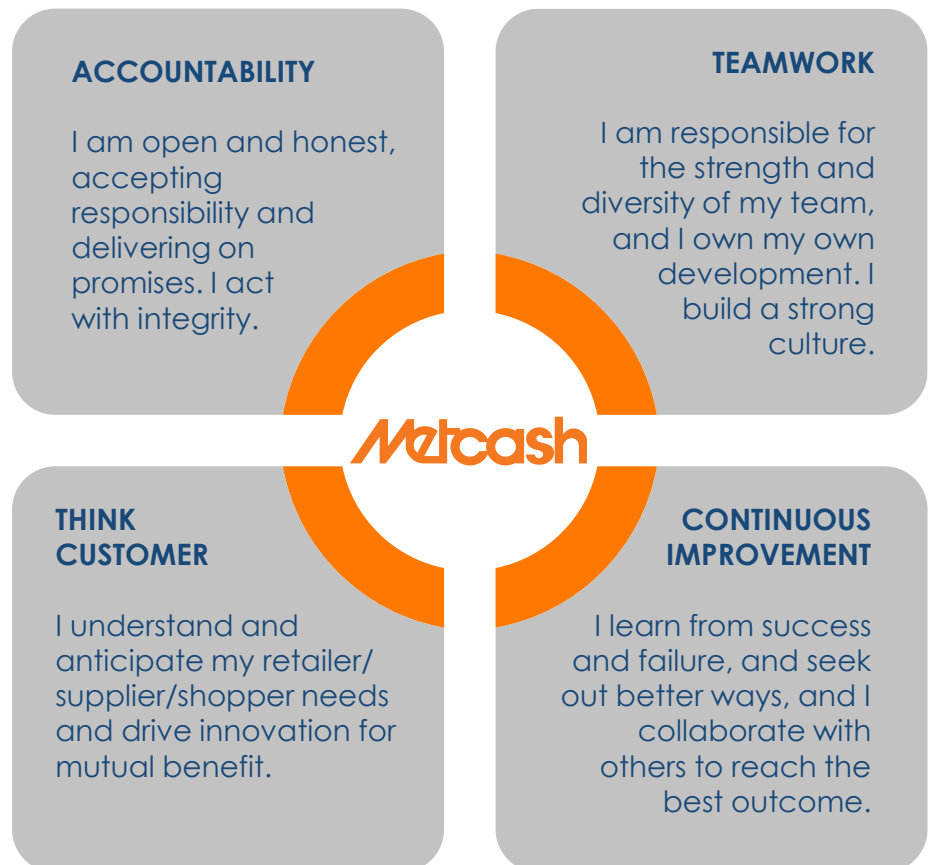 ACCOUNTABILITY
I am open and honest,
accepting
responsibility and
delivering on
promises. I act
with integrity.
TEAMWORK
I am responsible for
the strength and
diversity of my team,
and I own my own
development. I
build a strong
culture.
Metcash
THINK
CUSTOMER
I understand and
anticipate my retailer/
supplier/shopper needs
and drive innovation for
mutual benefit.
CONTINUOUS
IMPROVEMENT
I learn from success
and failure, and seek
out better ways, and I
collaborate with
others to reach the
best outcome.